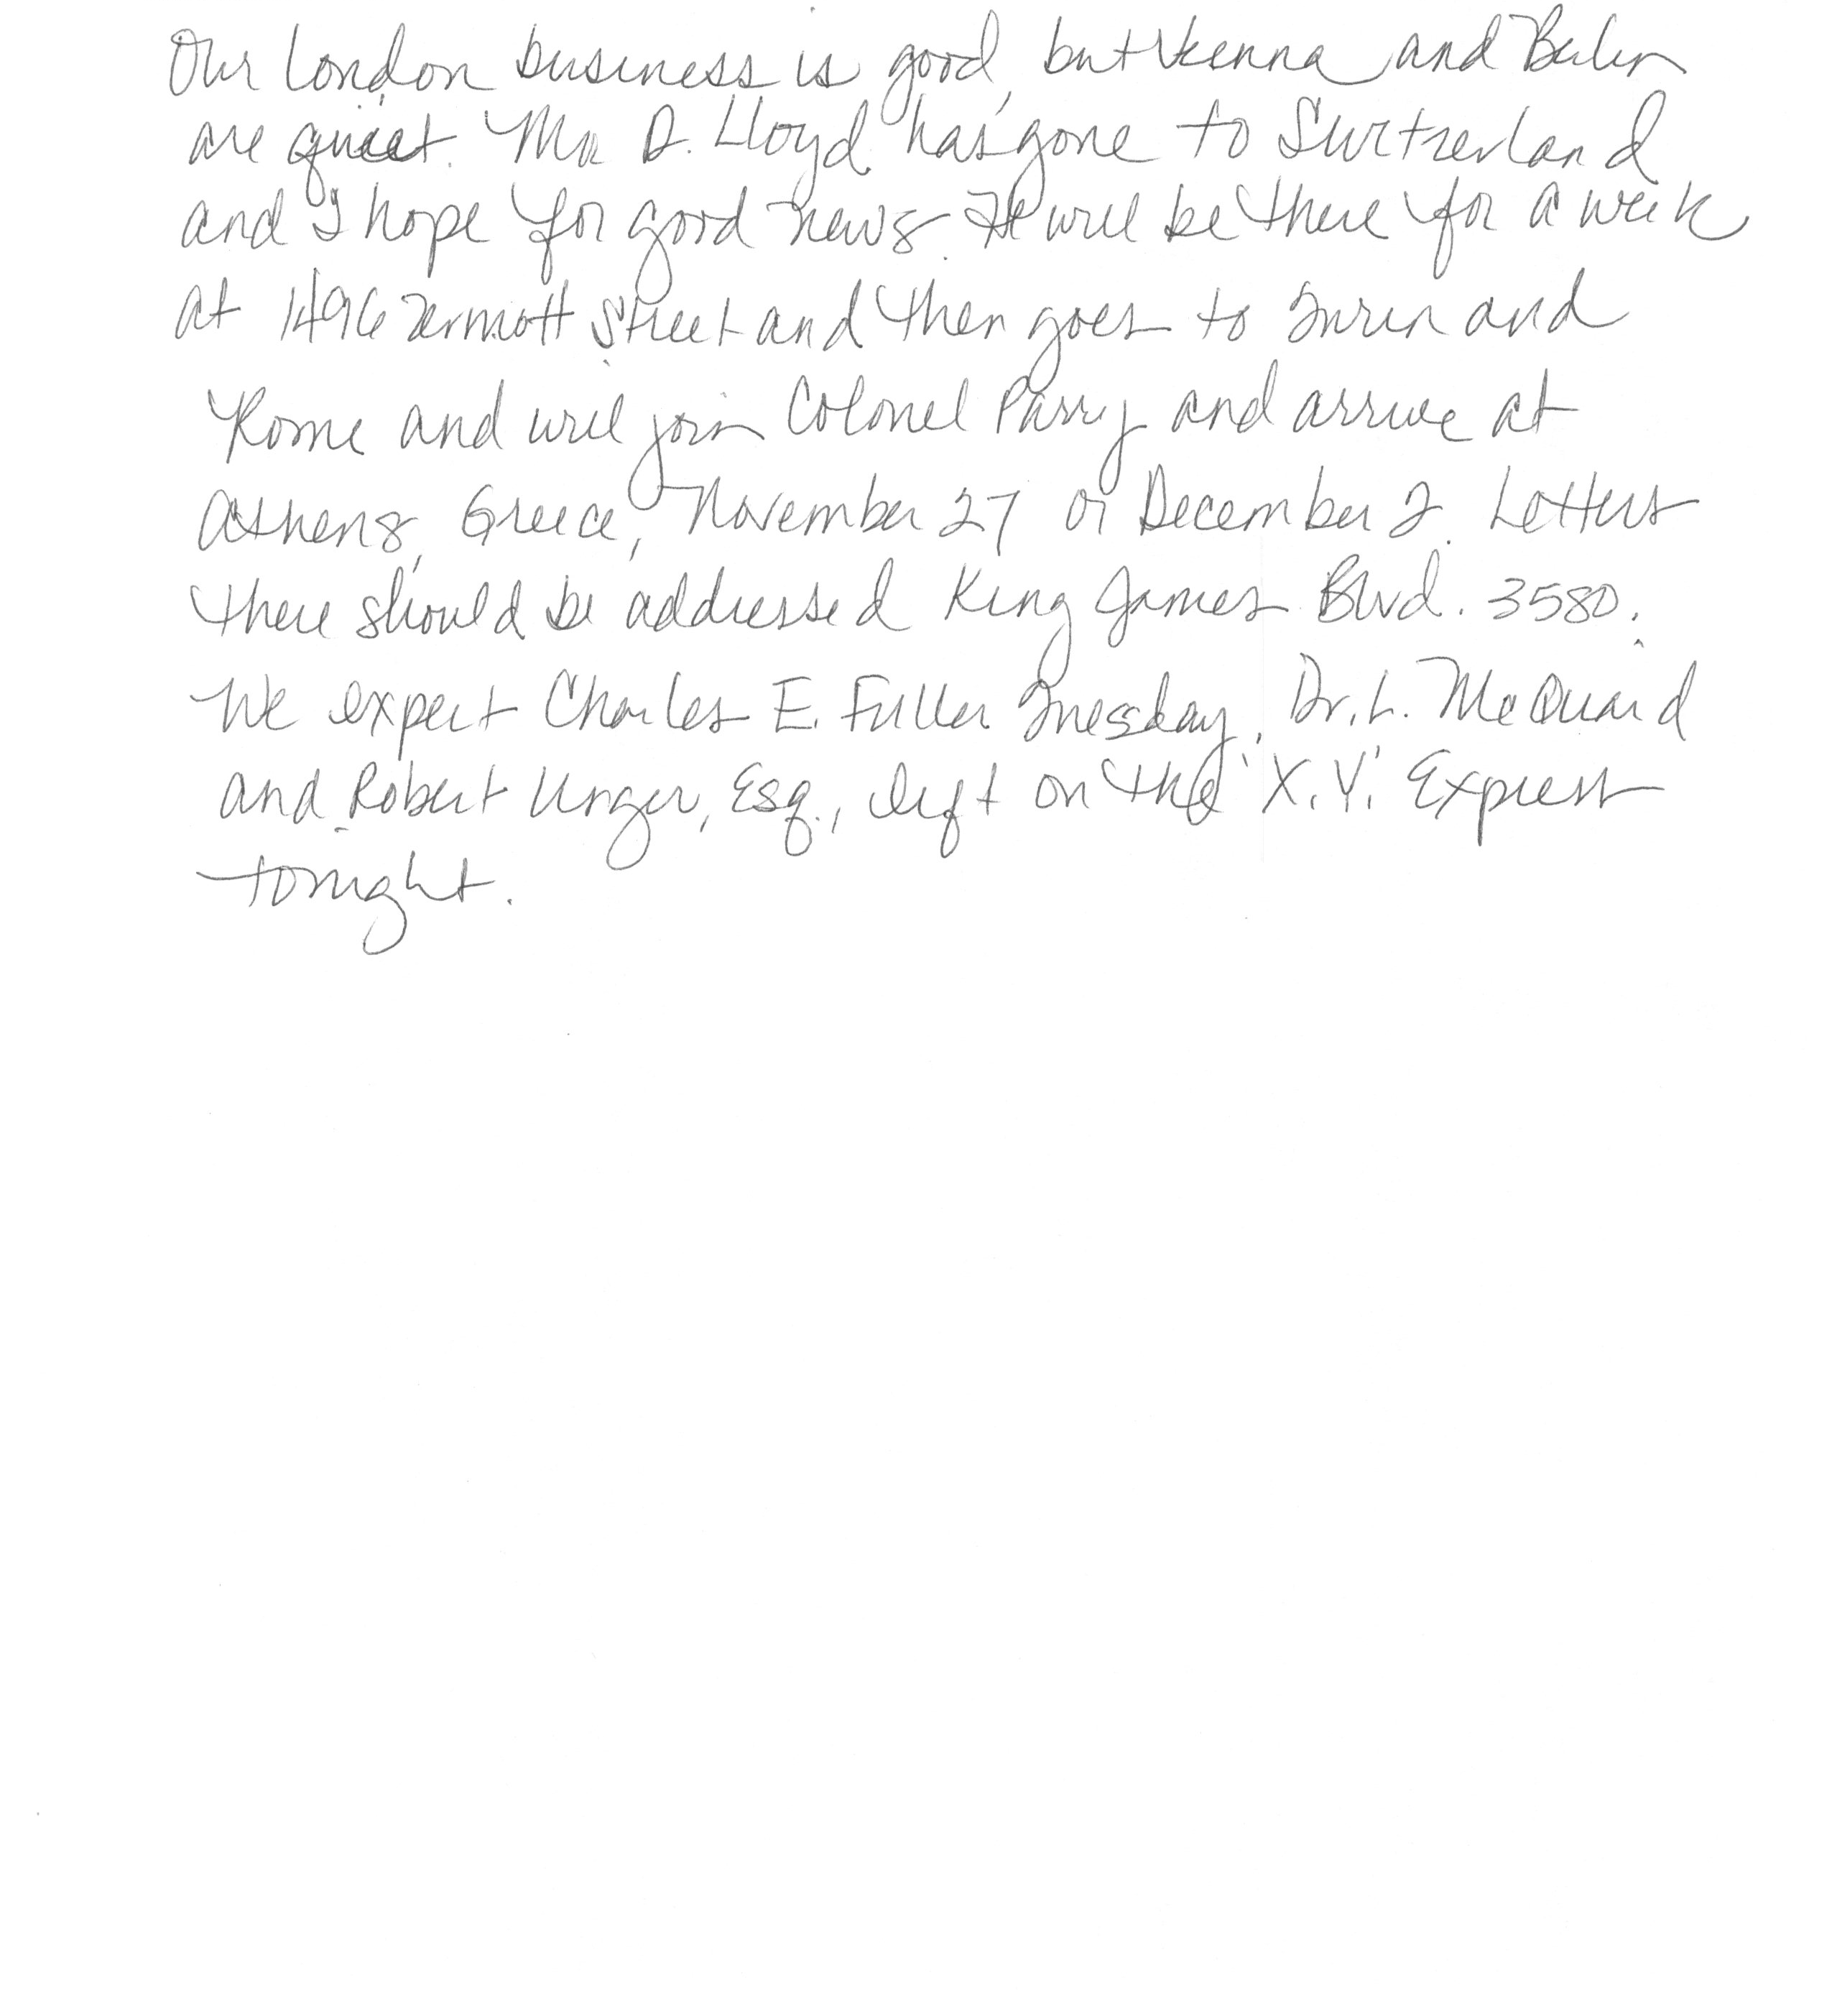 Our London business is good, but Vienna and Berlin
are quiet. Mr. D. Lloyd has gone to Switzerland
and I hope for good news. He will be there for a week
at 1496 Zermott Street and then goes to Turin and
Rome and will join Colonel Parry and arrive at
Athens, Greece, November 27 or December 2. Letters
there should be addressed King James Blvd. 3580.
We expect Charles E. Fuller Tuesday. Dr. L. McQuaid
and Robert Unger, Esq., left on the 'X.Y.' Express
tonight.